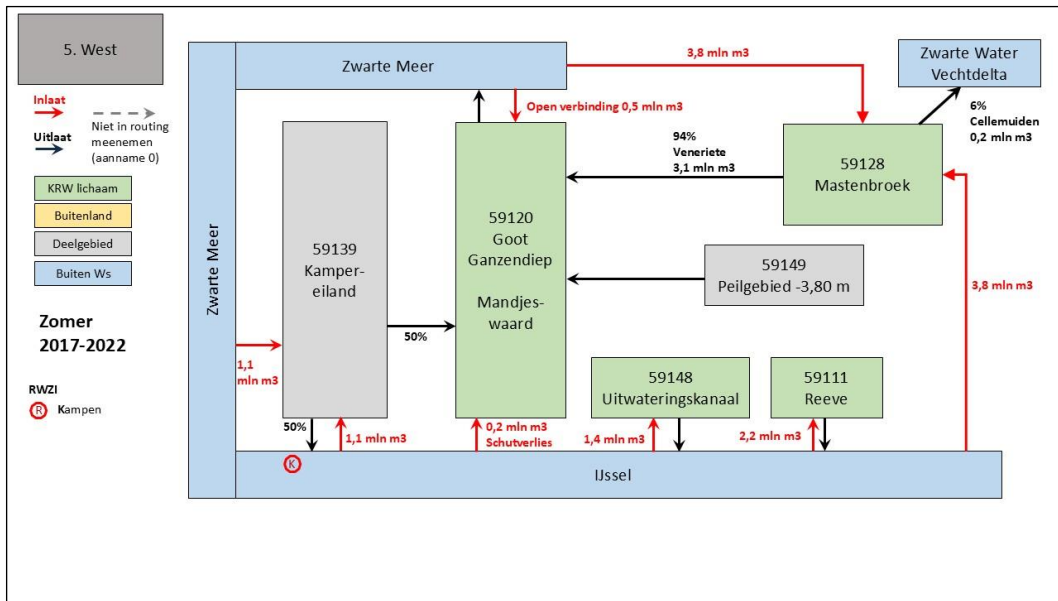 5. West
Inlaat
Niet in routing
meenemen
(aanname 0)
Uitlaat
KRW lichaam
Buitenland
Deelgebied
Buiten Ws
Zomer
2017-2022
RWZI
R
Kampen
Zwarte Meer
Zwarte Meer
3,8 mln m3
Zwarte Water
Vechtdelta
Open verbinding 0,5 mln m3
6%
Cellemuiden
0,2 mln m3
94%
Veneriete
3,1 mln m3
59128
Mastenbroek
59139
Kamper-
eiland
59120
Goot
Ganzendiep
Mandjes-
waard
59149
Peilgebied -3,80 m
3,8 mln m3
50%
1,1
mln m3
59148
Uitwateringskanaal
59111
Reeve
50%
1,1 mln m3
0,2 mln m3
Schutverlies
1,4 mln m3
2,2 mln m3
K
IJssel